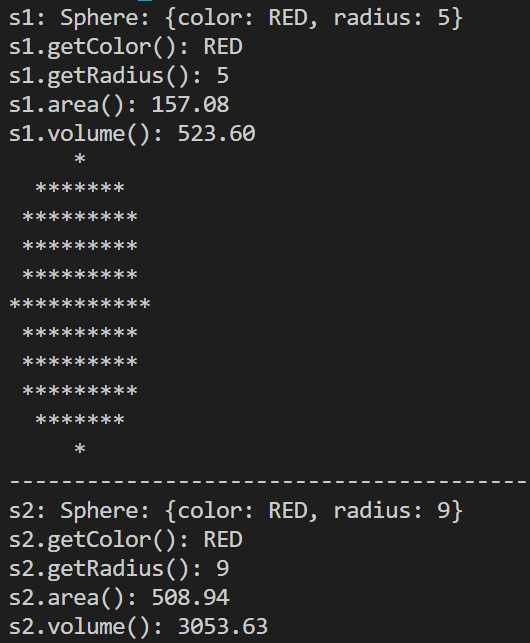 s1: Sphere: {color: RED, radius: 5}
s1.getColor(): RED
s1.getRadius(): 5
s1.area(): 157.08
s1.volume(): 523.60
     *
  *******
 *********
 *********
 *********
***********
 *********
 *********
 *********
  *******
     *
----------------------------------------
s2: Sphere: {color: RED, radius: 9}
s2.getColor(): RED
s2.getRadius(): 9
s2.area(): 508.94
s2.volume(): 3053.63